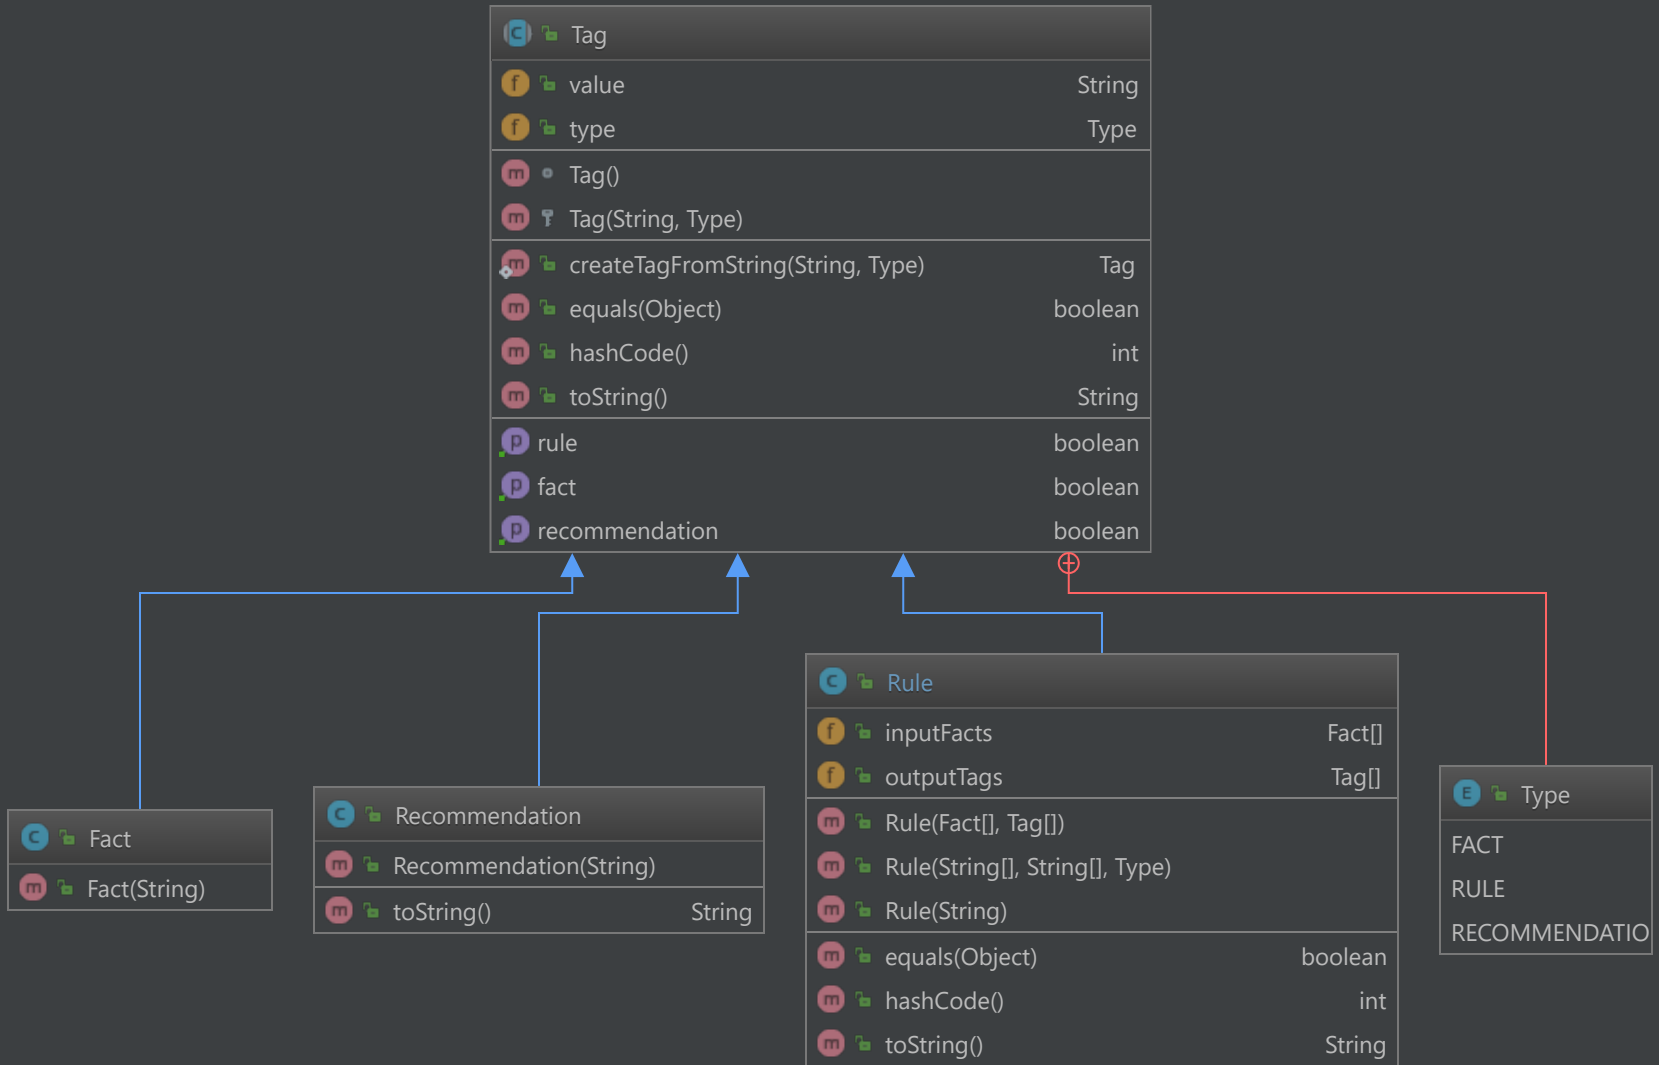 Tag
value String
type Type
Tag()
Tag(String, Type)
createTagFromString(String, Type) Tag
equals(Object) boolean
hashCode() int
toString() String
rule boolean
fact boolean
recommendation boolean
Fact
Fact(String)
Recommendation
Recommendation(String)
toString() String
Rule
inputFacts Fact[]
outputTags Tag[]
Rule(Fact[], Tag[])
Rule(String[], String[], Type)
Rule(String)
equals(Object) boolean
hashCode() int
toString() String
Type
FACT
RULE
RECOMMENDATIO